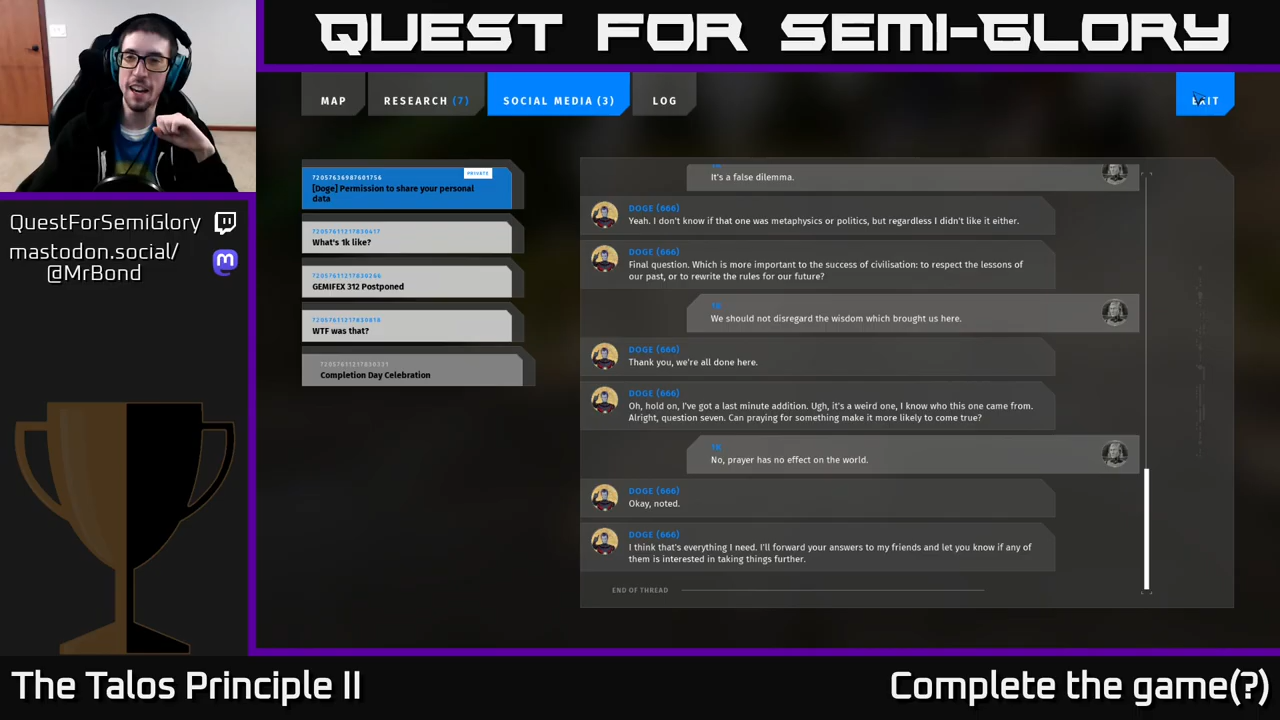 QUEST FOR SEMI-GLORY
MAP
RESEARCH (7)
SOCIAL MEDIA (3)
LOG
EXIT
QuestForSemiGlory
mastodon.social/
@MrBond
72057636987601756
PRIVATE
[Doge] Permission to share your personal
data
72057611217830417
What's 1k like?
72057611217830266
GEMIFEX 312 Postponed
72057611217830818
WTF was that?
72057611217830331
Completion Day Celebration
1K
It's a false dilemma.
DOGE (666)
Yeah. I don't know if that one was metaphysics or politics, but regardless I didn't like it either.
DOGE (666)
Final question. Which is more important to the success of civilisation: to respect the lessons of
our past, or to rewrite the rules for our future?
1K
We should not disregard the wisdom which brought us here.
DOGE (666)
Thank you, we're all done here.
DOGE (666)
Oh, hold on, I've got a last minute addition. Ugh, it's a weird one, I know who this one came from.
Alright, question seven. Can praying for something make it more likely to come true?
1K
No, prayer has no effect on the world.
DOGE (666)
Okay, noted.
DOGE (666)
I think that's everything I need. I'll forward your answers to my friends and let you know if any of
them is interested in taking things further.
END OF THREAD
The Talos Principle II
Complete the game(?)